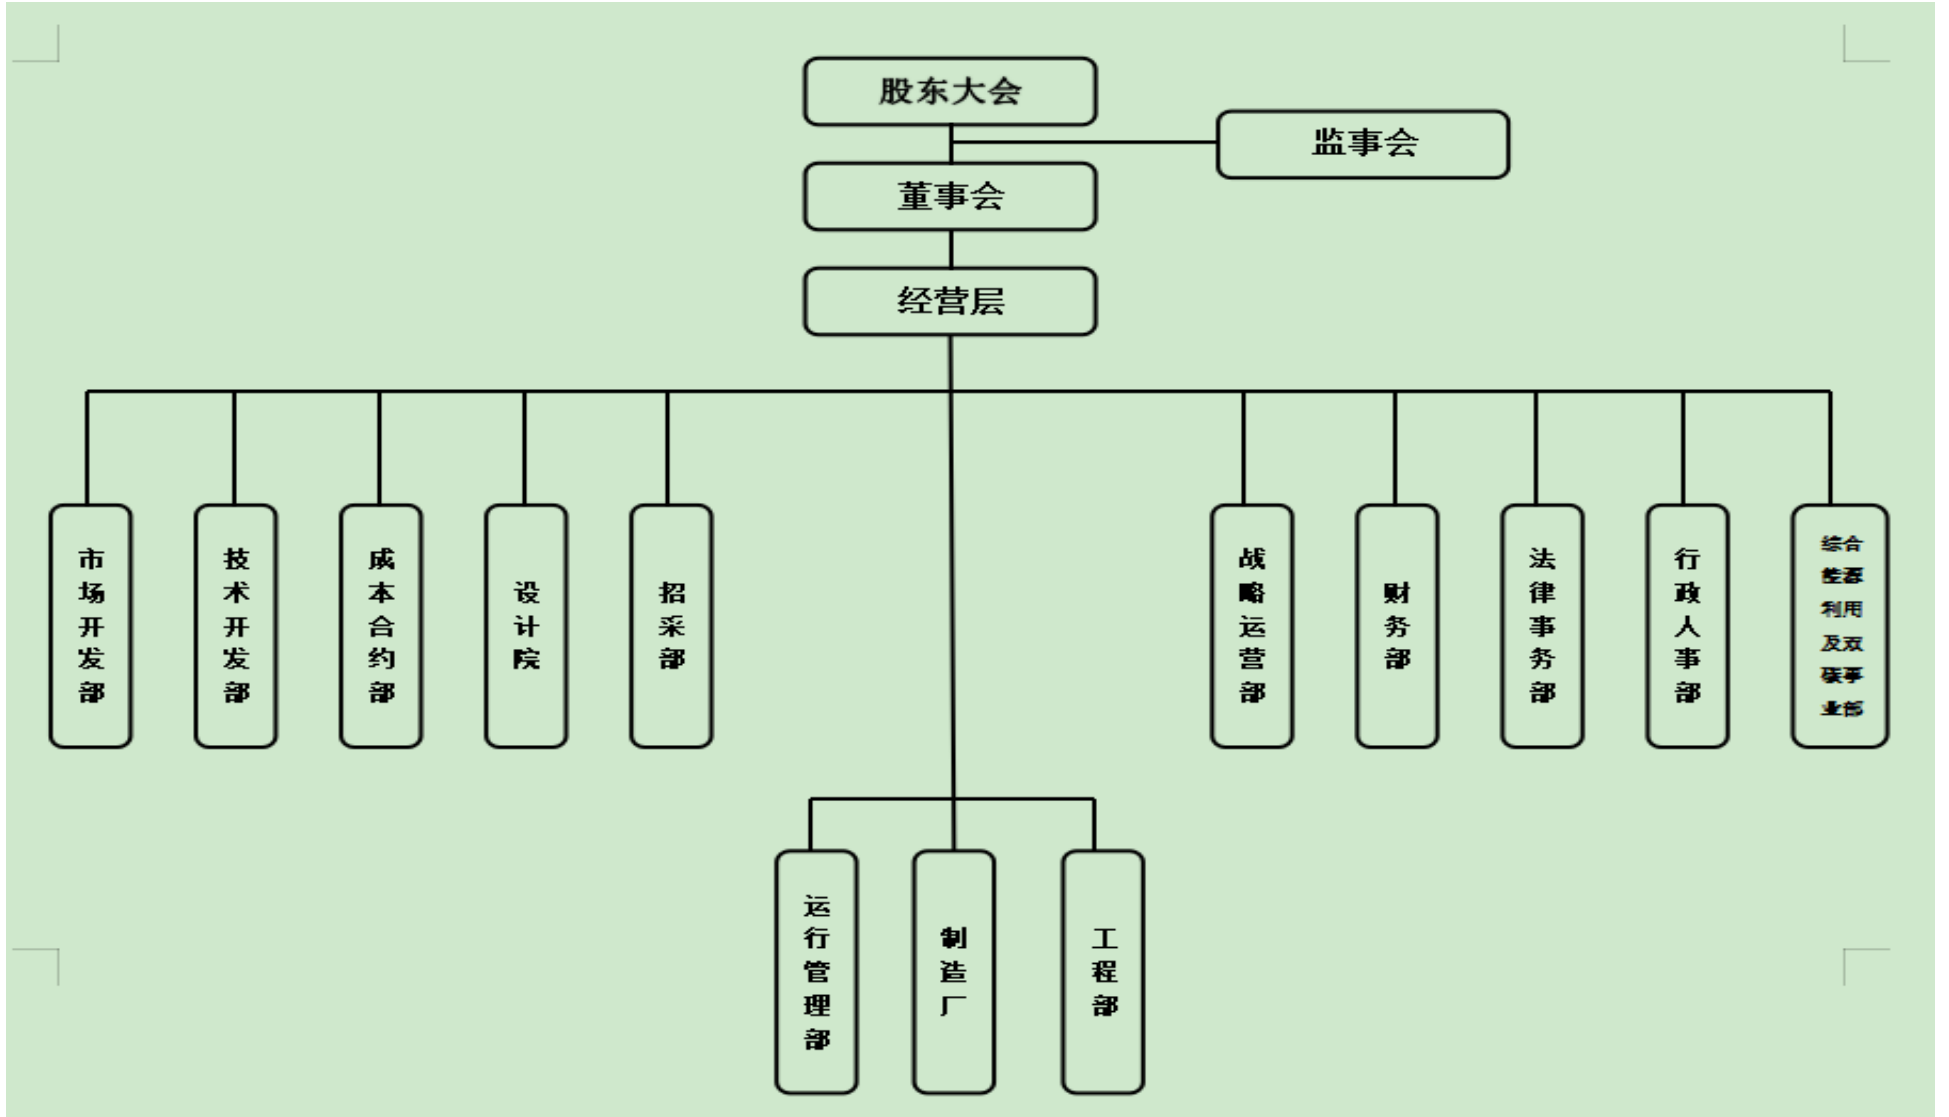 股东大会
监事会
董事会
经营层
市场开发部
技术开发部
成本合约部
设计院
招采部
战略运营部
财务部
法律事务部
行政人事部
综合
能源
利用
及双
碳事
业部
运行管理部
制造厂
工程部